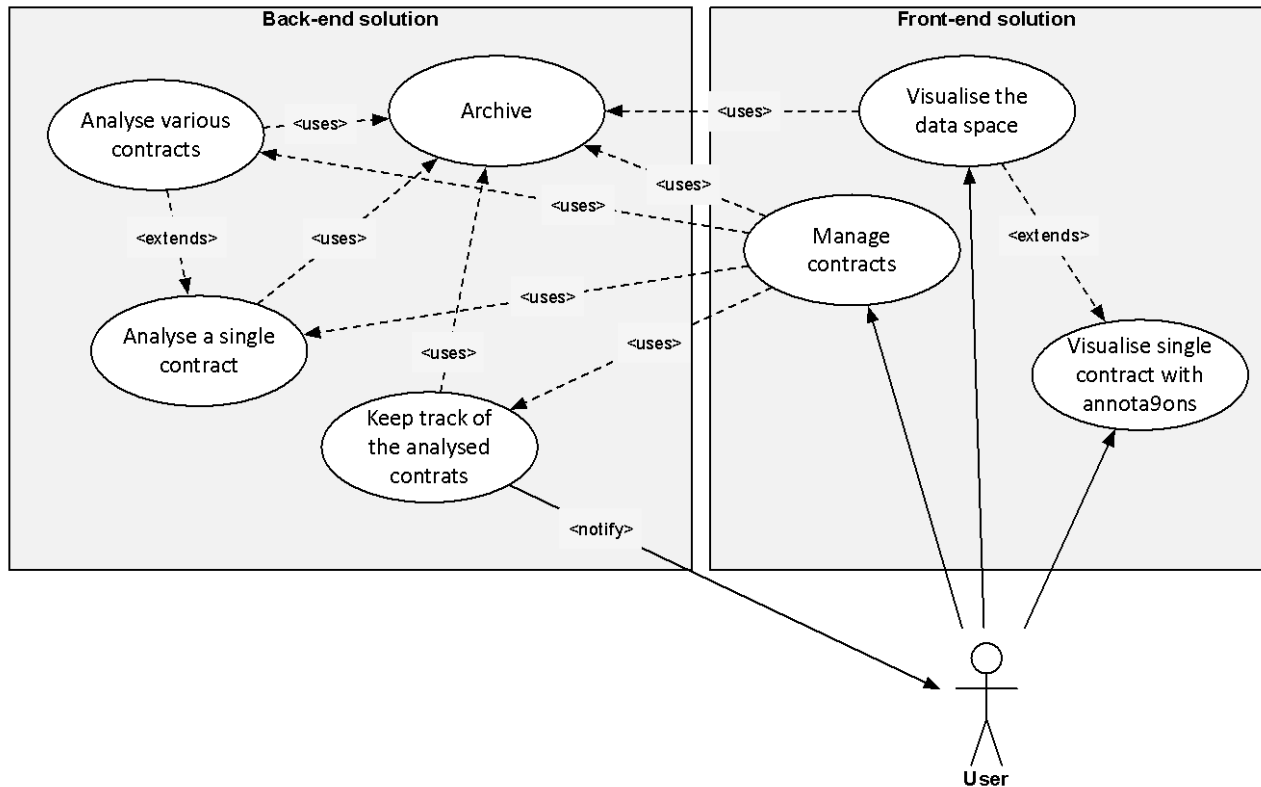 Back-end solution
Front-end solution
Analyse various
contracts
<uses>
Archive
<uses>
Visualise the
data space
<uses>
<uses>
<extends>
<uses>
Manage
contracts
<extends>
<uses>
Analyse a single
contract
<uses>
<uses>
Visualise single
contract with
annota9ons
Keep track of
the analysed
contrats
<notify>
User